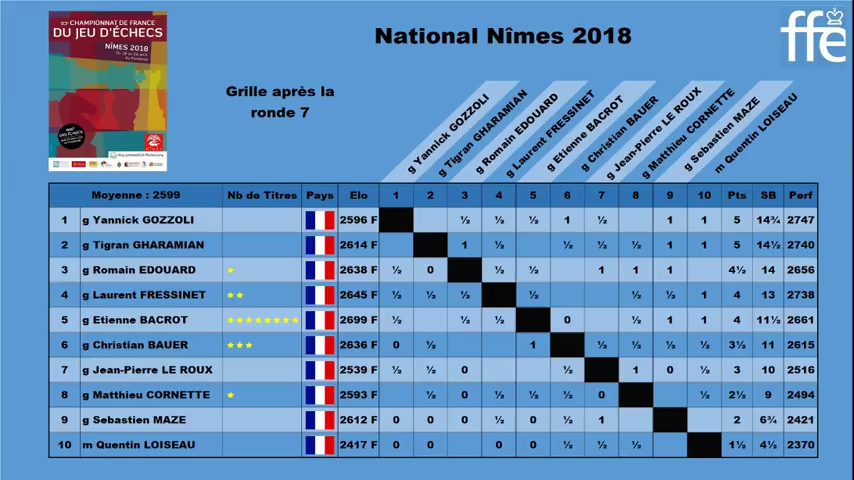 33e CHAMPIONNAT DE FRANCE
DU JEU D'ÉCHECS
NÎMES 2018
National Nîmes 2018
ffe
Grille après la
ronde 7
g Yannick GOZZOLI
g Tigran GHARAMIAN
g Romain EDOUARD
g Laurent FRESSINET
g Etienne BACROT
g Christian BAUER
g Jean-Pierre LE ROUX
g Matthieu CORNETTE
g Sebastien MAZE
m Quentin LOISEAU
Moyenne : 2599 Nb de Titres Pays Elo 1 2 3 4 5 6 7 8 9 10 Pts SB Perf
1 g Yannick GOZZOLI 2596 F ½ ½ ½ 1 ½ 1 1 5 14¾ 2747
2 g Tigran GHARAMIAN 2614 F 1 ½ ½ ½ ½ 1 1 5 14½ 2740
3 g Romain EDOUARD 2638 F ½ 0 ½ ½ 1 1 1 4½ 14 2656
4 g Laurent FRESSINET 2645 F ½ ½ ½ ½ ½ ½ 1 4 13 2738
5 g Etienne BACROT 2699 F ½ ½ ½ 0 ½ 1 1 4 11½ 2661
6 g Christian BAUER 2636 F 0 ½ 1 ½ ½ ½ ½ 3½ 11 2615
7 g Jean-Pierre LE ROUX 2539 F ½ ½ 0 ½ 1 0 ½ 3 10 2516
8 g Matthieu CORNETTE 2593 F ½ 0 ½ ½ ½ 0 ½ 2½ 9 2494
9 g Sebastien MAZE 2612 F 0 0 0 ½ 0 ½ 1 2 6¾ 2421
10 m Quentin LOISEAU 2417 F 0 0 0 0 ½ ½ ½ 1½ 4½ 2370